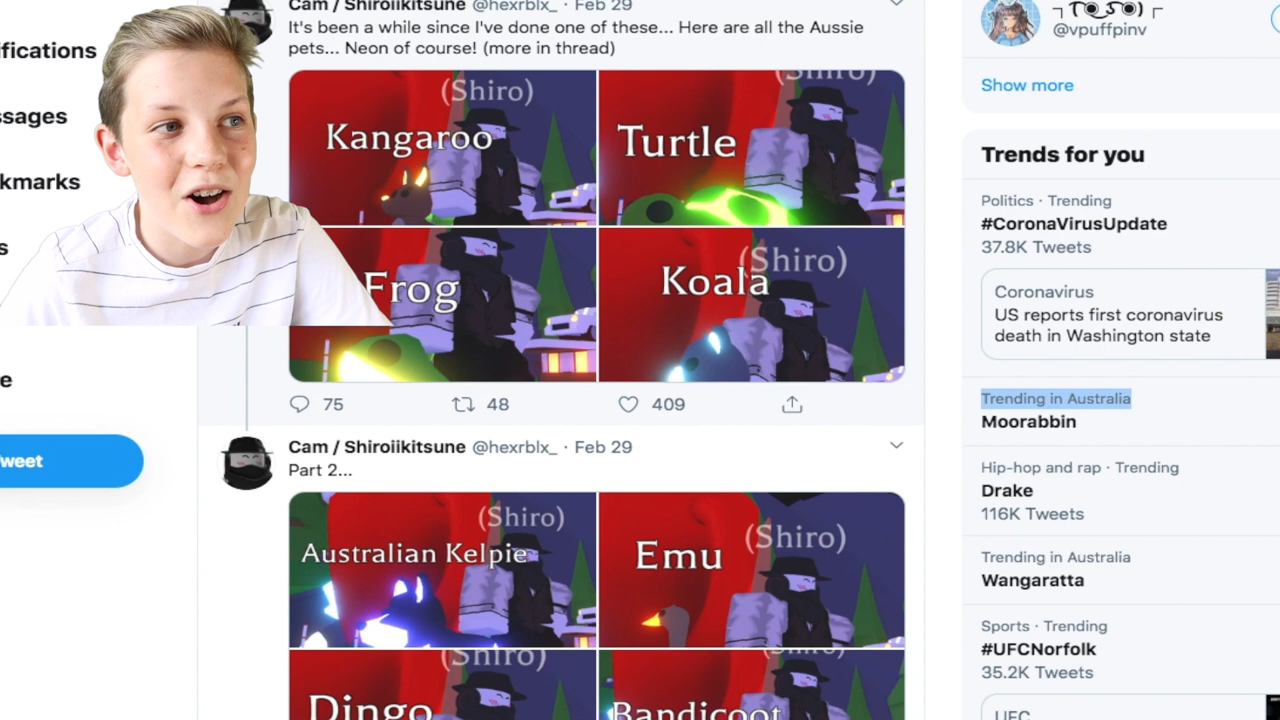 ifications
ssages
kmarks
s
e
weet
Cam / Shiroiikitsune @hexrblx_ · Feb 29
It's been a while since I've done one of these... Here are all the Aussie
pets... Neon of course! (more in thread)
(Shiro)
Kangaroo
(Shiro)
Turtle
Frog
(Shiro)
Koala
75
48
409
Cam / Shiroiikitsune @hexrblx_ · Feb 29
Part 2...
(Shiro)
Australian Kelpie
(Shiro)
Emu
(Shiro)
Dingo
(Shiro)
Bandicoot
@vpuffpinv
Show more
Trends for you
Politics · Trending
#CoronaVirusUpdate
37.8K Tweets
Coronavirus
US reports first coronavirus
death in Washington state
Trending in Australia
Moorabbin
Hip-hop and rap · Trending
Drake
116K Tweets
Trending in Australia
Wangaratta
Sports · Trending
#UFCNorfolk
35.2K Tweets
UFC